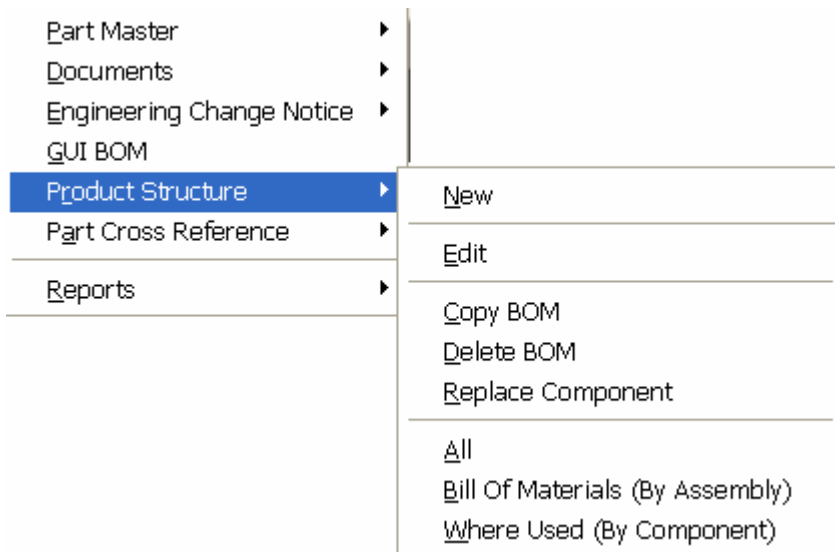 Part Master
Documents
Engineering Change Notice
GUI BOM
Product Structure
Part Cross Reference
Reports
New
Edit
Copy BOM
Delete BOM
Replace Component
All
Bill Of Materials (By Assembly)
Where Used (By Component)